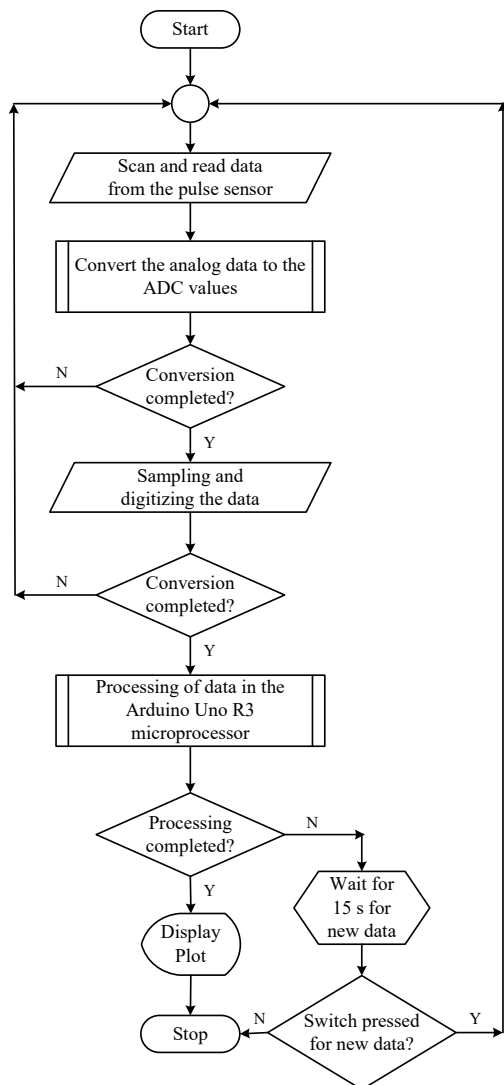 Start
Scan and read data
from the pulse sensor
Convert the analog data to the
ADC values
N
Conversion
completed?
Y
Sampling and
digitizing the data
N
Conversion
completed?
Y
Processing of data in the
Arduino Uno R3
microprocessor
Processing
completed?
N
Y
Wait for
15 s for
new data
Display
Plot
Stop
N
Switch pressed
for new data?
Y